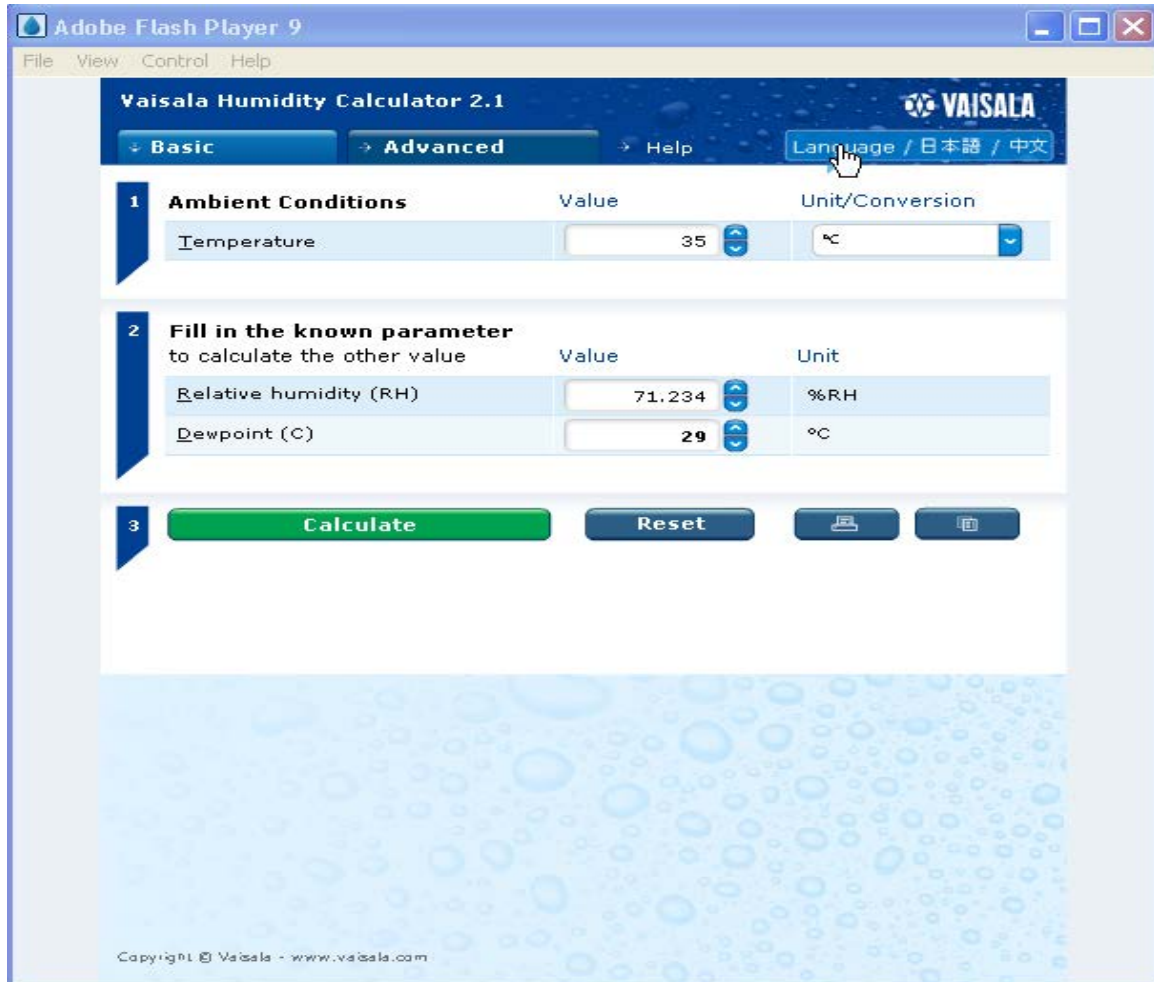 Adobe Flash Player 9
File View Control Help
Vaisala Humidity Calculator 2.1
VAISALA
Basic
Advanced
Help
Language / 日本語 / 中文
1
Ambient Conditions
Value
Unit/Conversion
Temperature
35
°C
2
Fill in the known parameter
to calculate the other value
Value
Unit
Relative humidity (RH)
71.234
%RH
Dewpoint (C)
29
°C
3
Calculate
Reset
Copyright © Vaisala - www.vaisala.com